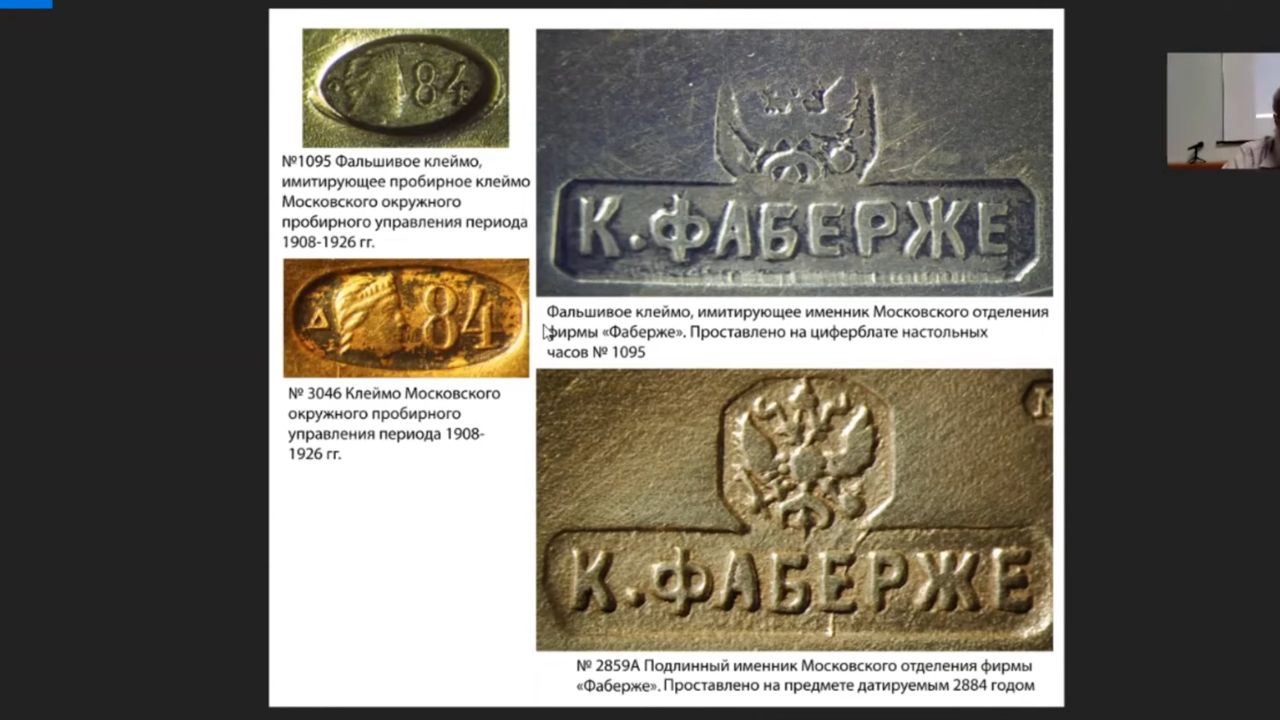 84
№1095 Фальшивое клеймо,
имитирующее пробирное клеймо
Московского окружного
пробирного управления периода
1908-1926 гг.
Δ 84
№ 3046 Клеймо Московского
окружного пробирного
управления периода 1908-
1926 гг.
К.ФАБЕРЖЕ
Фальшивое клеймо, имитирующее именник Московского отделения
фирмы «Фаберже». Проставлено на циферблате настольных
часов № 1095
К.ФАБЕРЖЕ
№ 2859А Подлинный именник Московского отделения фирмы
«Фаберже». Проставлено на предмете датируемым 2884 годом